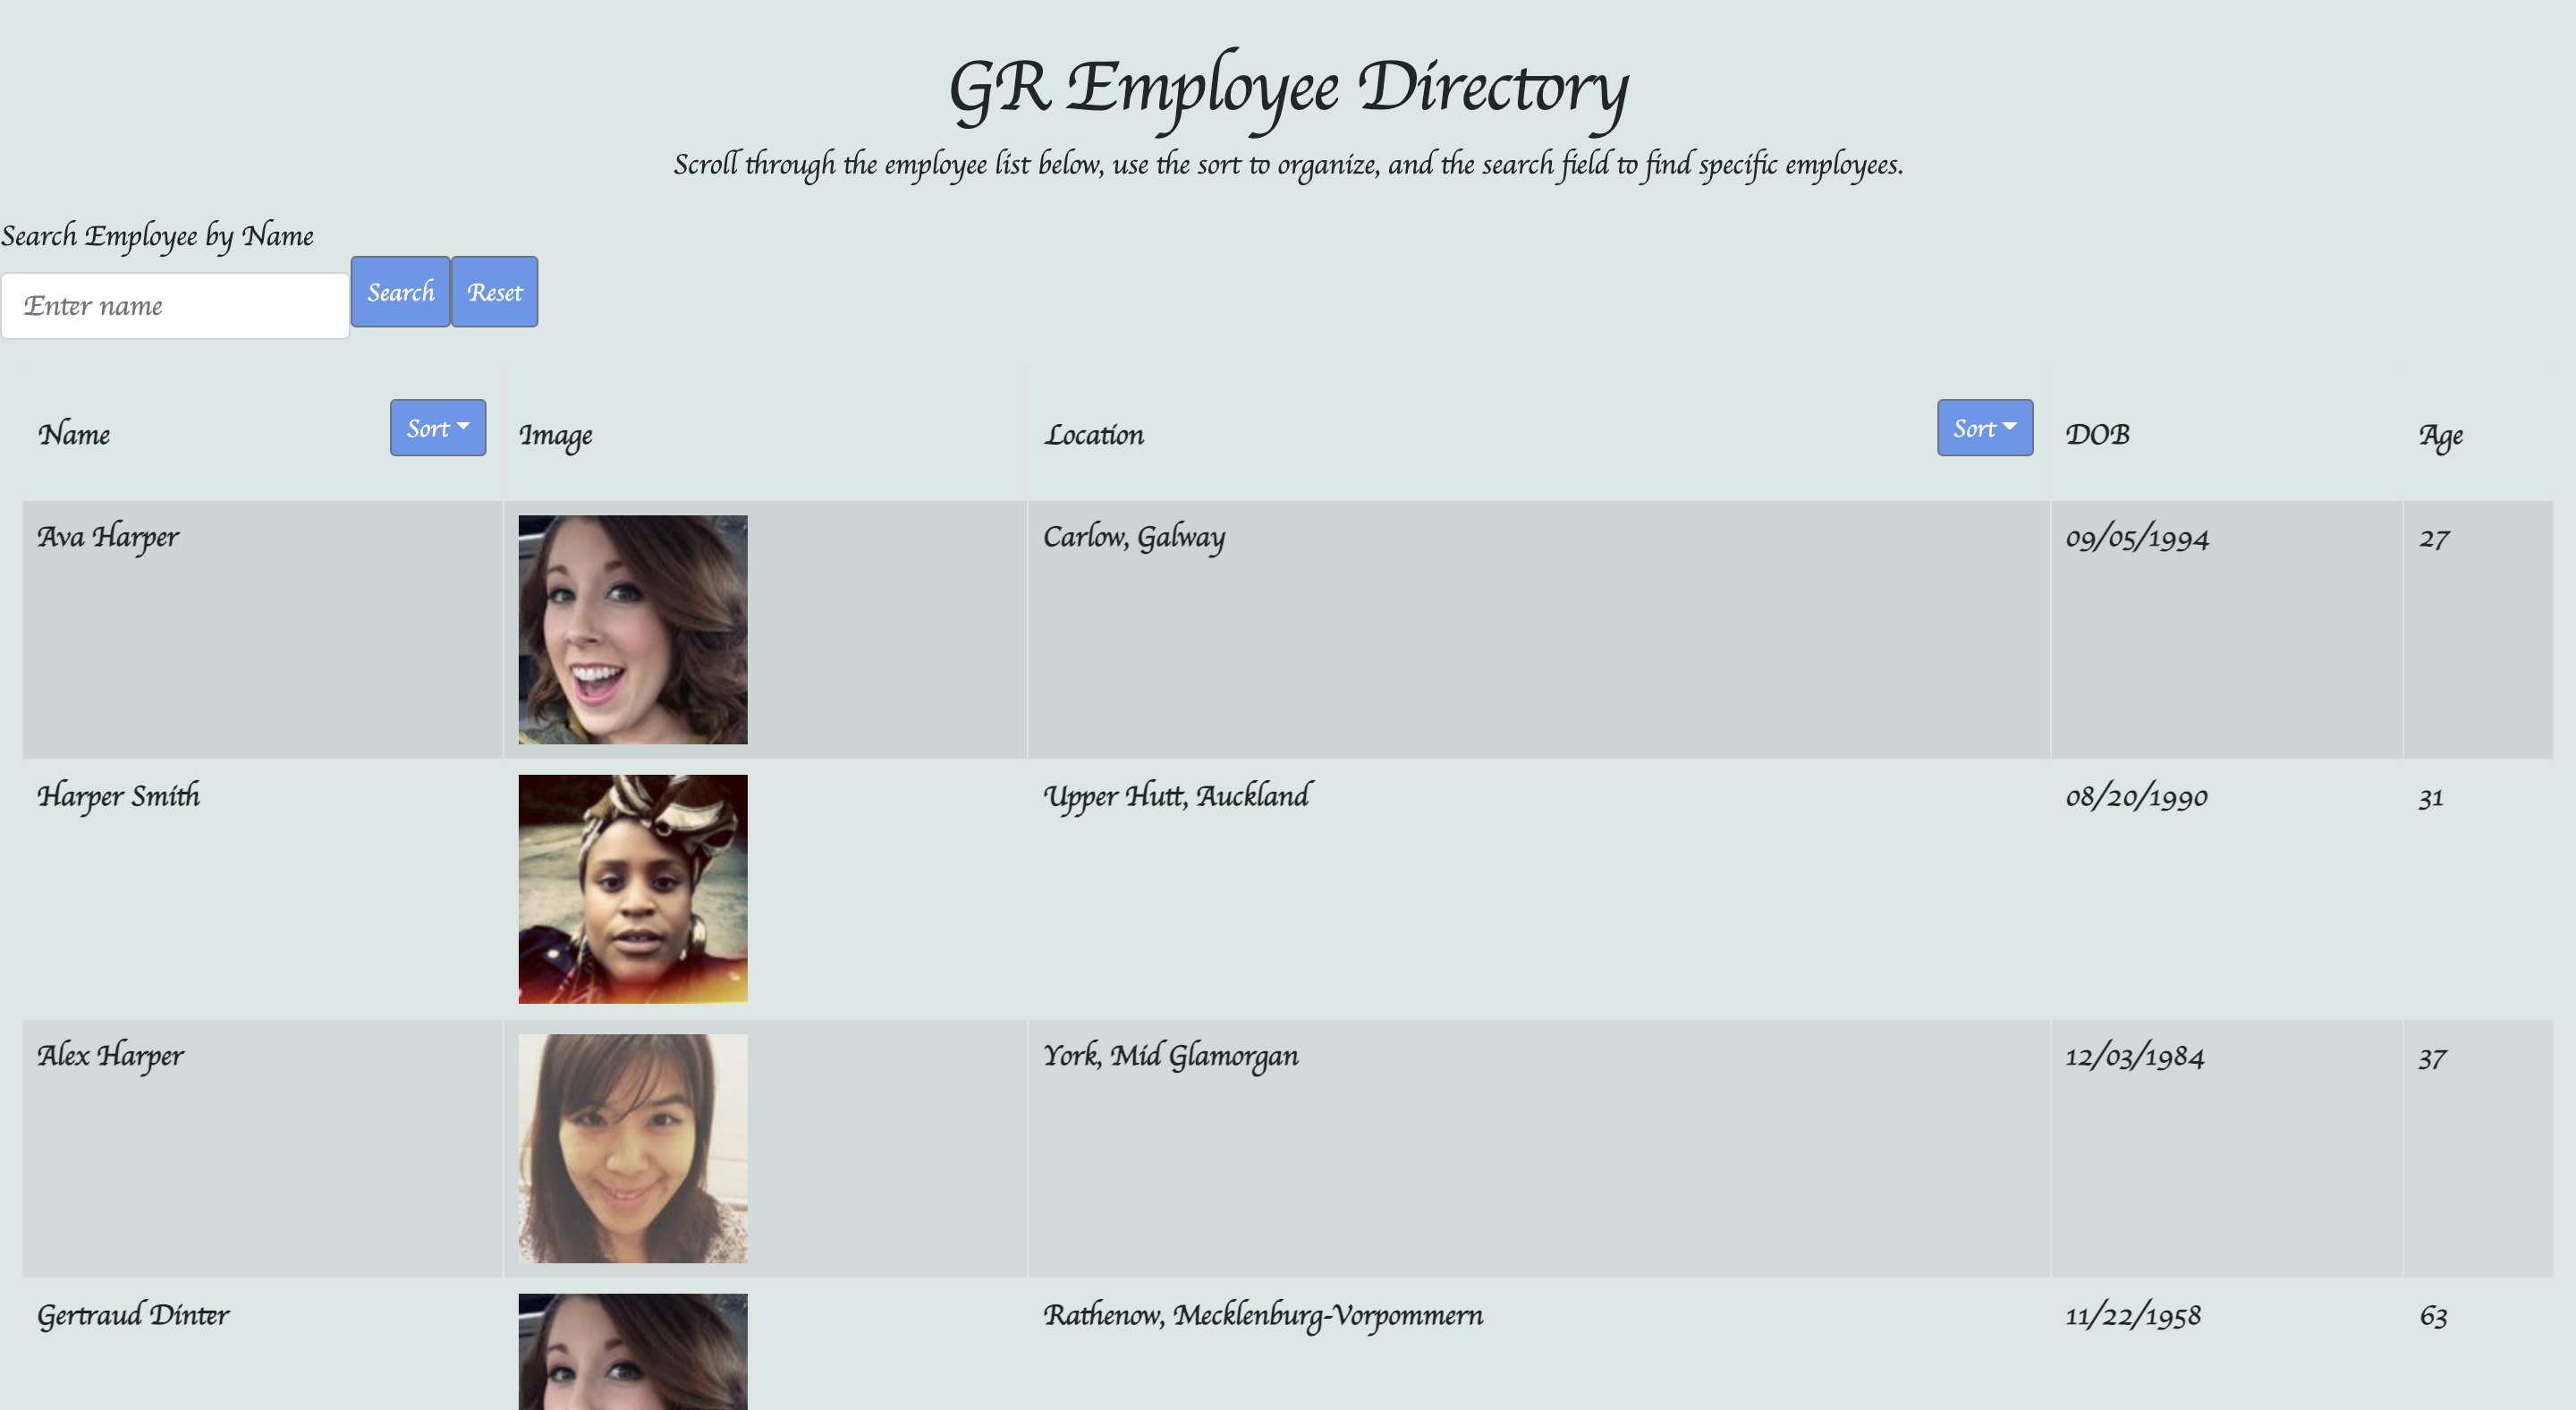 GR Employee Directory
Scroll through the employee list below, use the sort to organize, and the search field to find specific employees.
Search Employee by Name
Enter name Search Reset
Name Sort Image Location Sort DOB Age
Ava Harper Carlow, Galway 09/05/1994 27
Harper Smith Upper Hutt, Auckland 08/20/1990 31
Alex Harper York, Mid Glamorgan 12/03/1984 37
Gertraud Dinter Rathenow, Mecklenburg-Vorpommern 11/22/1958 63